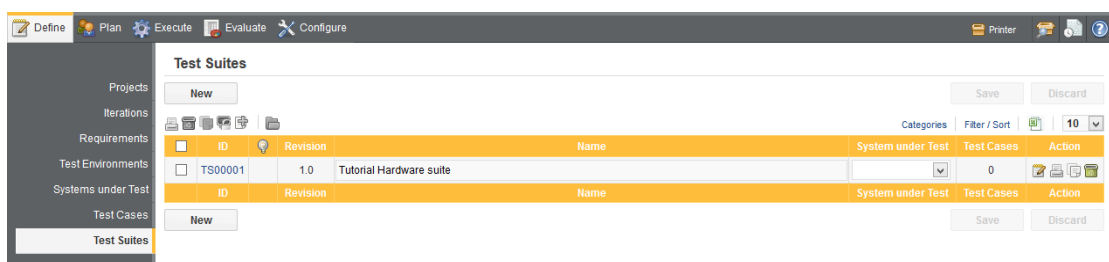 Define Plan Execute Evaluate Configure Printer
Test Suites
Projects
New Save Discard
Iterations
Categories Filter / Sort 10
Requirements
ID Revision Name System under Test Test Cases Action
Test Environments
TS00001 1.0 Tutorial Hardware suite 0
Systems under Test
ID Revision Name System under Test Test Cases Action
Test Cases
New Save Discard
Test Suites